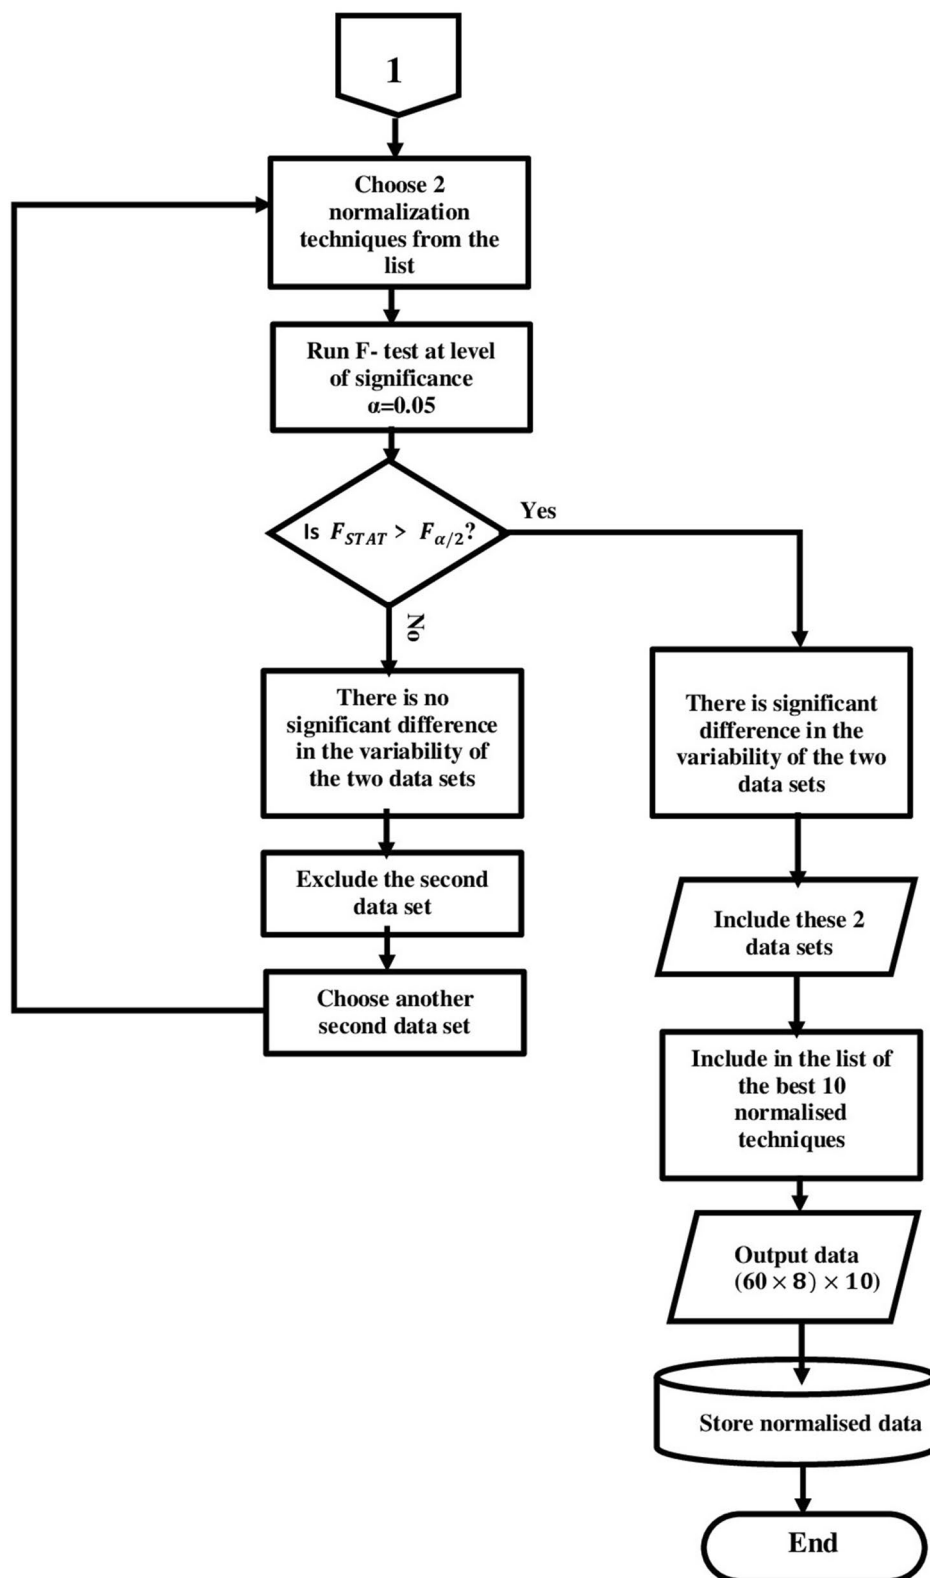 1
Choose 2
normalization
techniques from the
list
Run F- test at level
of significance
α=0.05
Is F_STAT > F_α/2?
Yes
No
There is no
significant difference
in the variability of
the two data sets
There is significant
difference in the
variability of the two
data sets
Exclude the second
data set
Include these 2
data sets
Choose another
second data set
Include in the list of
the best 10
normalised
techniques
Output data
(60 × 8) × 10)
Store normalised data
End